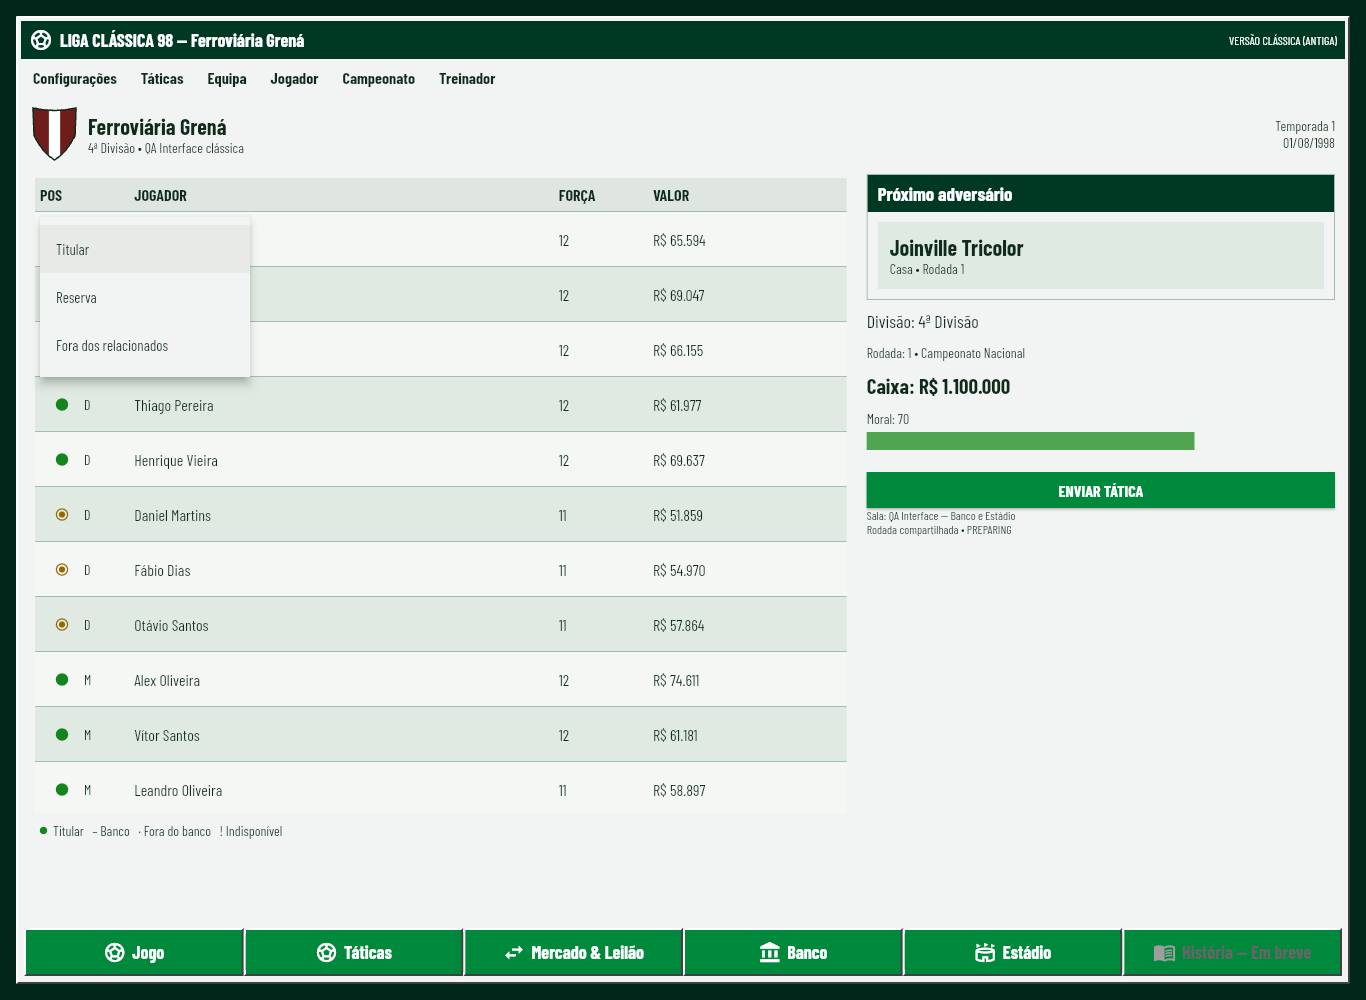 LIGA CLÁSSICA 98 — Ferroviária Grená
VERSÃO CLÁSSICA (ANTIGA)
Configurações Táticas Equipa Jogador Campeonato Treinador
Ferroviária Grená
4ª Divisão • QA Interface clássica
Temporada 1
01/08/1998
POS JOGADOR FORÇA VALOR
Titular
12 R$ 65.594
Reserva
12 R$ 69.047
Fora dos relacionados
12 R$ 66.155
D Thiago Pereira 12 R$ 61.977
D Henrique Vieira 12 R$ 69.637
D Daniel Martins 11 R$ 51.859
D Fábio Dias 11 R$ 54.970
D Otávio Santos 11 R$ 57.864
M Alex Oliveira 12 R$ 74.611
M Vítor Santos 12 R$ 61.181
M Leandro Oliveira 11 R$ 58.897
Titular – Banco · Fora do banco ! Indisponível
Próximo adversário
Joinville Tricolor
Casa • Rodada 1
Divisão: 4ª Divisão
Rodada: 1 • Campeonato Nacional
Caixa: R$ 1.100.000
Moral: 70
ENVIAR TÁTICA
Sala: QA Interface — Banco e Estádio
Rodada compartilhada • PREPARING
Jogo Táticas Mercado & Leilão Banco Estádio História — Em breve